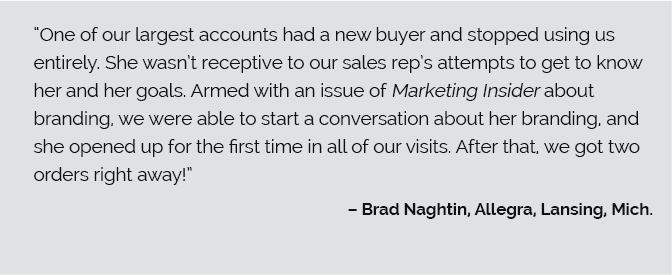 “One of our largest accounts had a new buyer and stopped using us
entirely. She wasn’t receptive to our sales rep’s attempts to get to know
her and her goals. Armed with an issue of Marketing Insider about
branding, we were able to start a conversation about her branding, and
she opened up for the first time in all of our visits. After that, we got two
orders right away!”
– Brad Naghtin, Allegra, Lansing, Mich.